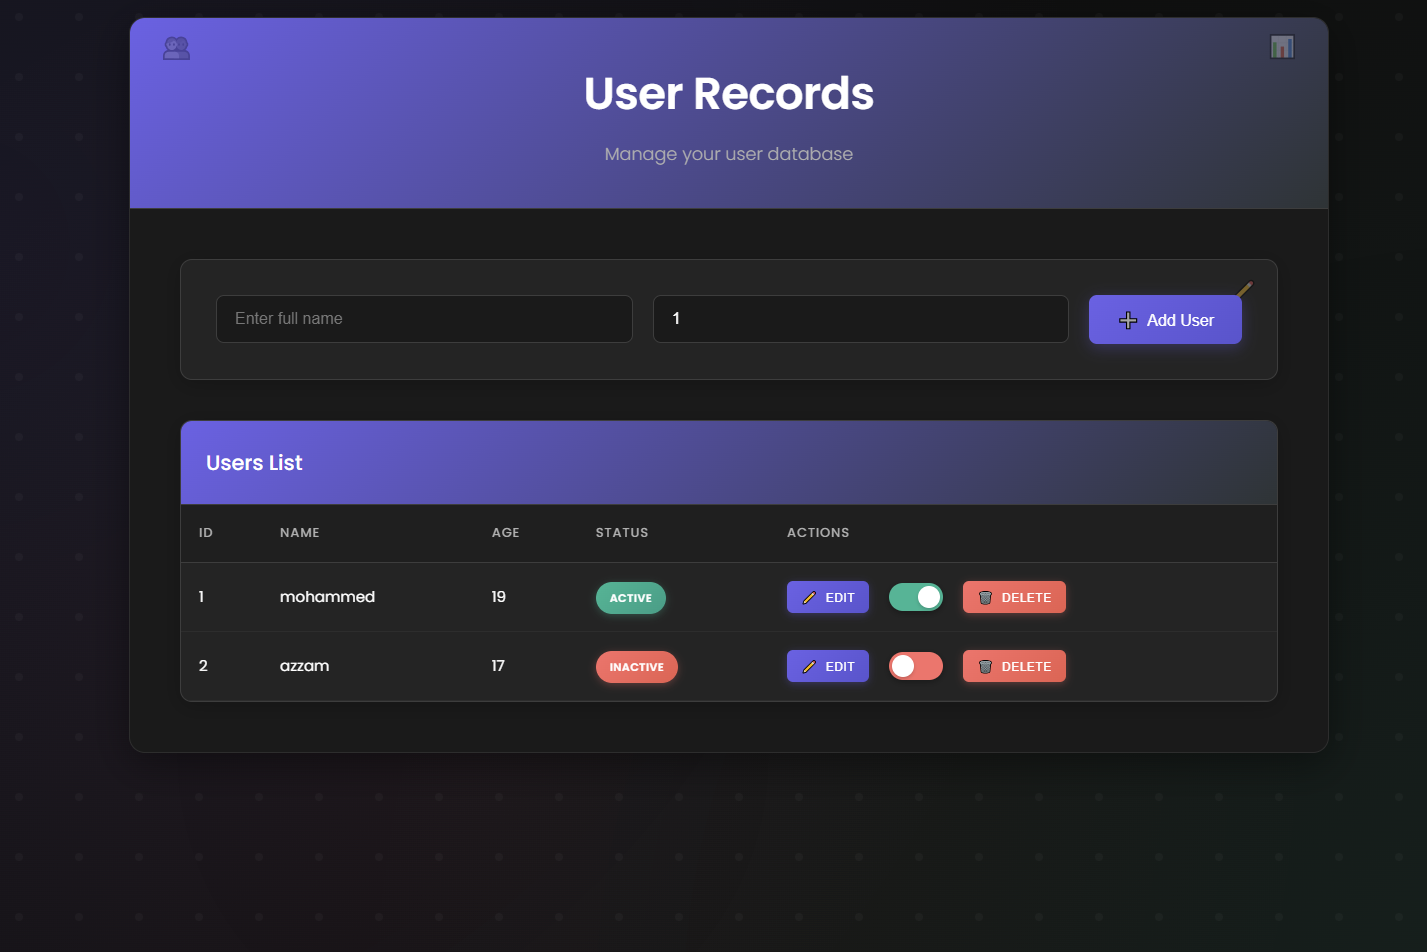 User Records
Manage your user database
Enter full name
1
Add User
Users List
ID NAME AGE STATUS ACTIONS
1 mohammed 19 ACTIVE EDIT DELETE
2 azzam 17 INACTIVE EDIT DELETE